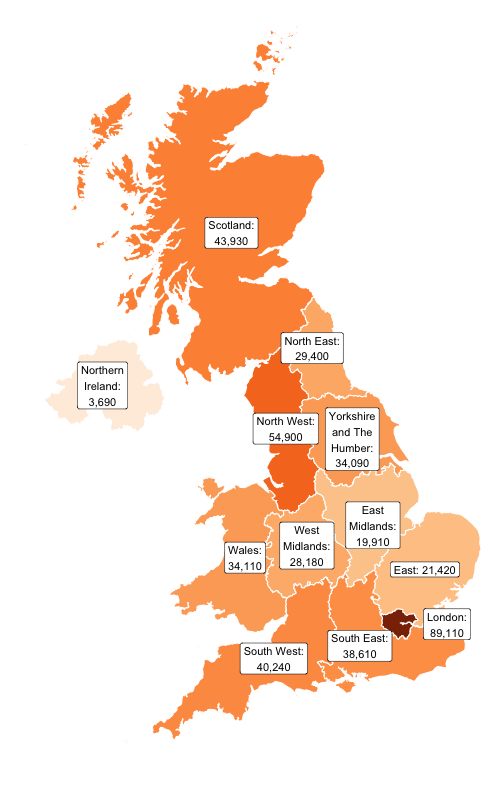 Scotland:
43,930
North East:
29,400
Northern
Ireland:
3,690
North West:
54,900
Yorkshire
and The
Humber:
34,090
East
Midlands:
19,910
West
Midlands:
28,180
Wales:
34,110
East: 21,420
London:
89,110
South East:
38,610
South West:
40,240